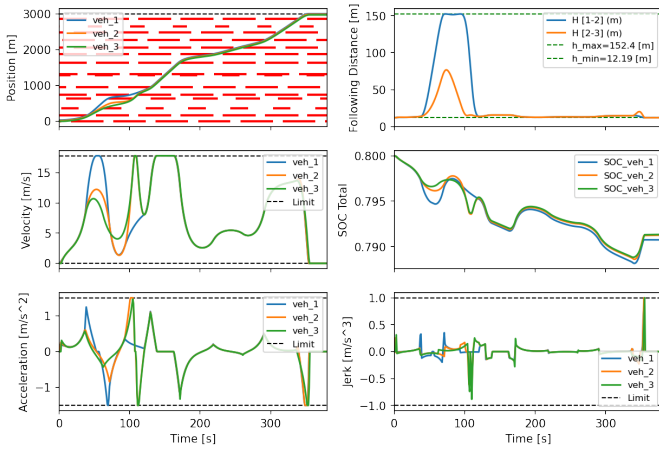 3000
2000
1000
0
Position [m]
veh_1
veh_2
veh_3
150
100
50
0
Following Distance [m]
H [1-2] (m)
H [2-3] (m)
h_max=152.4 [m]
h_min=12.19 [m]
15
10
5
0
Velocity [m/s]
veh_1
veh_2
veh_3
Limit
0.800
0.795
0.790
SOC Total
SOC_veh_1
SOC_veh_2
SOC_veh_3
1
0
−1
Acceleration [m/s^2]
veh_1
veh_2
veh_3
Limit
0 100 200 300
Time [s]
1.0
0.5
0.0
−0.5
−1.0
Jerk [m/s^3]
veh_1
veh_2
veh_3
Limit
0 100 200 300
Time [s]